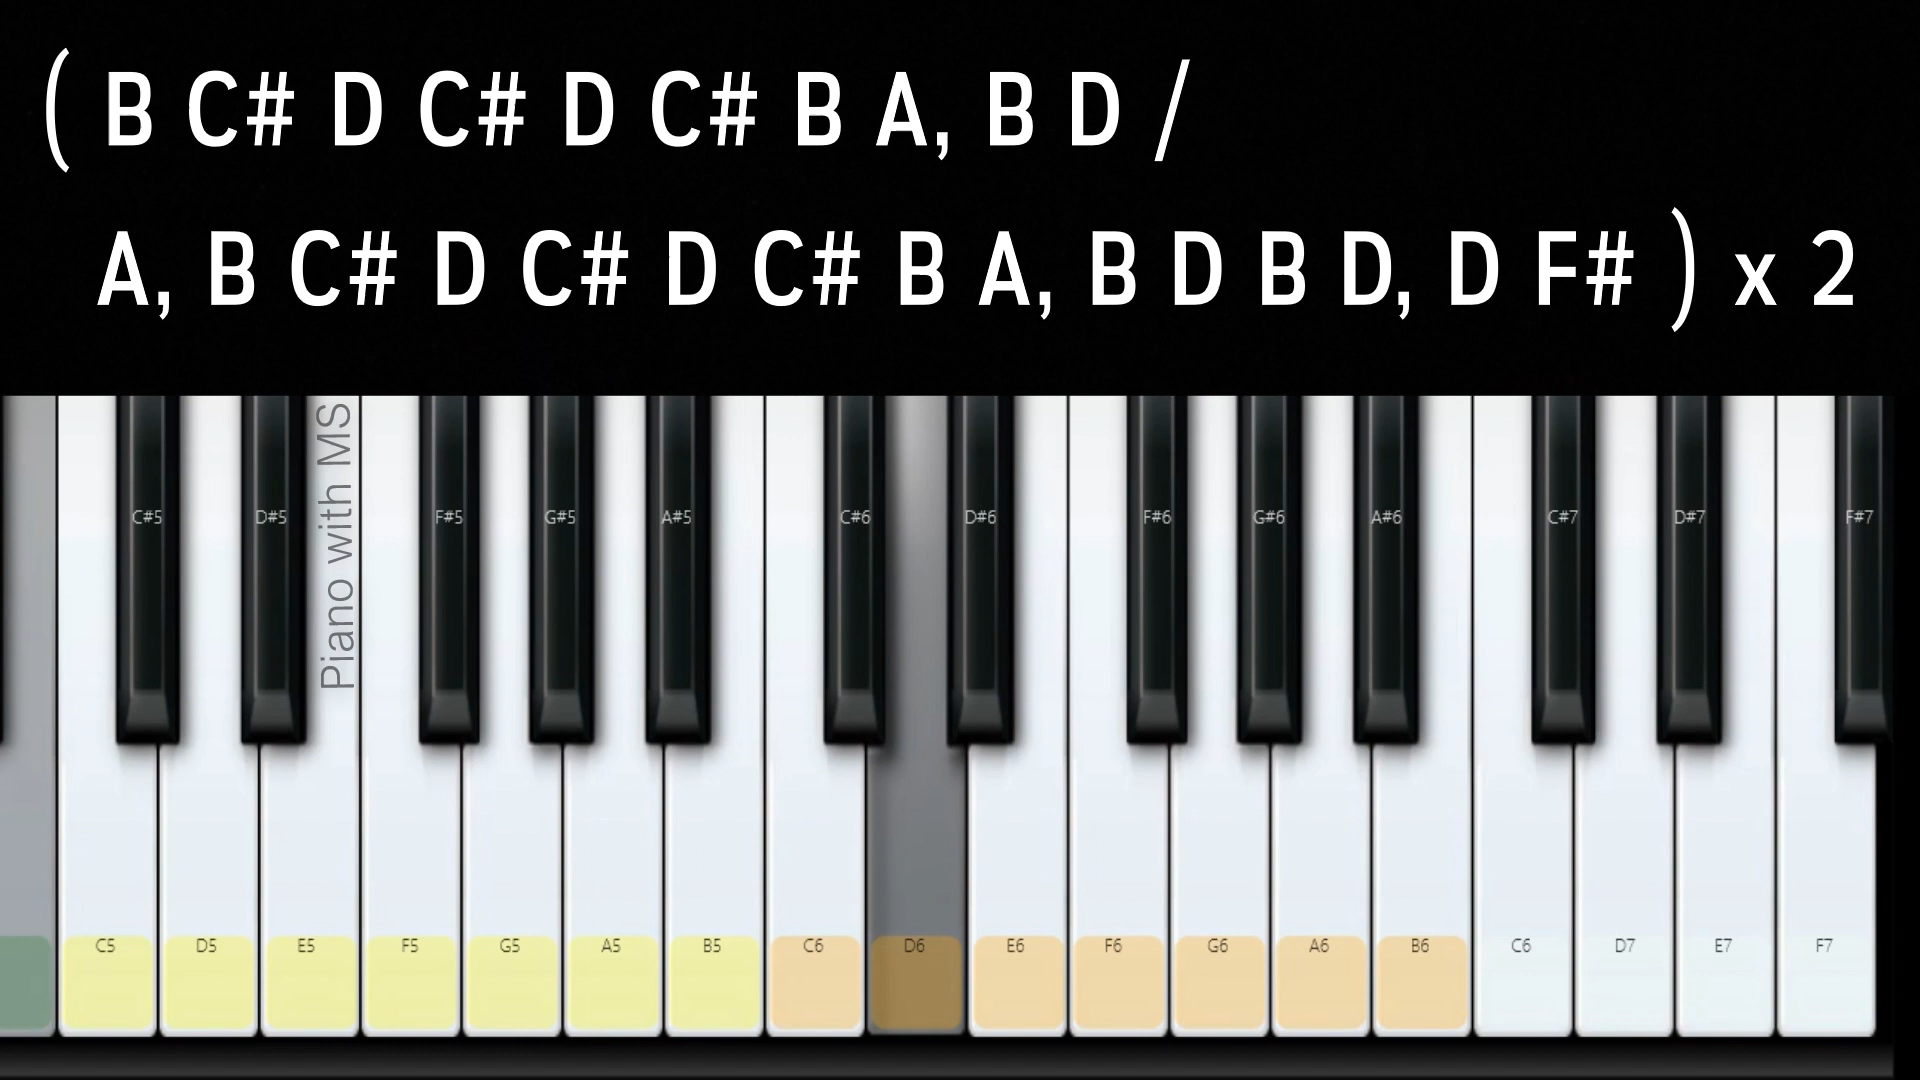 ( B C# D C# D C# B A, B D /
A, B C# D C# D C# B A, B D B D, D F# ) x 2
Piano with MS
C#5 D#5 F#5 G#5 A#5 C#6 D#6 F#6 G#6 A#6 C#7 D#7 F#7
C5 D5 E5 F5 G5 A5 B5 C6 D6 E6 F6 G6 A6 B6 C6 D7 E7 F7